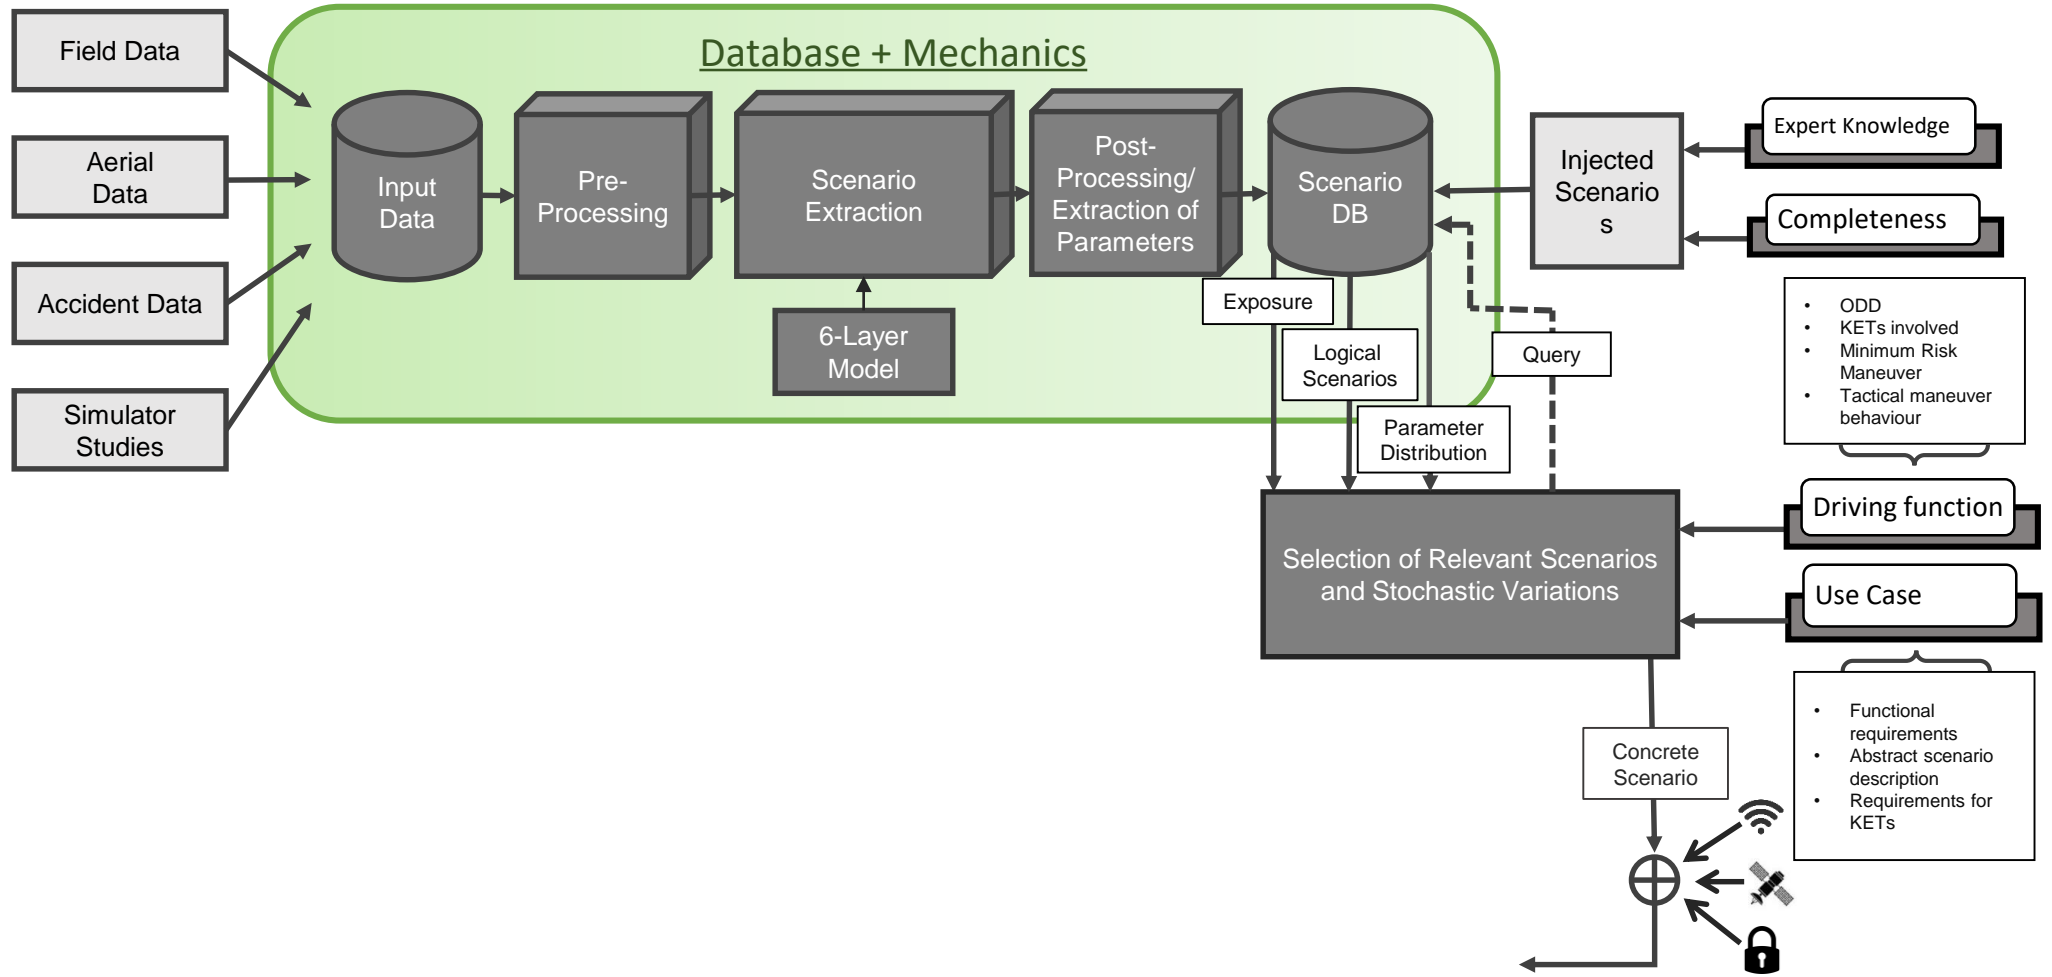 Database + Mechanics
Field Data
Aerial
Data
Accident Data
Simulator
Studies
Input
Data
Pre-
Processing
Scenario
Extraction
6-Layer
Model
Post-
Processing/
Extraction of
Parameters
Scenario
DB
Injected
Scenario
s
Expert Knowledge
Completeness
Exposure
Logical
Scenarios
Parameter
Distribution
Query
• ODD
• KETs involved
• Minimum Risk
Maneuver
• Tactical maneuver
behaviour
Driving function
Use Case
Selection of Relevant Scenarios
and Stochastic Variations
• Functional
requirements
• Abstract scenario
description
• Requirements for
KETs
Concrete
Scenario